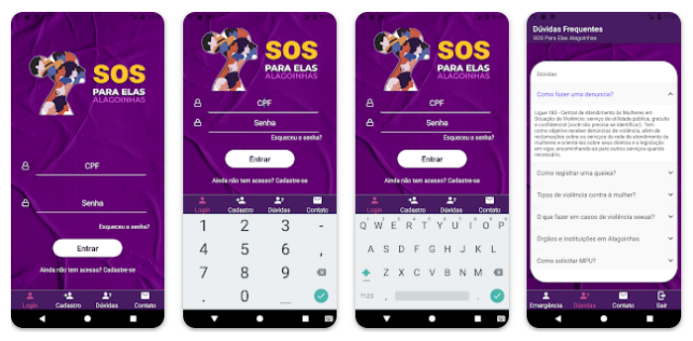 SOS
PARA ELAS
ALAGOINHAS
CPF
Senha
Esqueceu a senha?
Entrar
Ainda não tem acesso? Cadastre-se
Login
Cadastro
Dúvidas
Contato
SOS
PARA ELAS
ALAGOINHAS
CPF
Senha
Esqueceu a senha?
Entrar
Ainda não tem acesso? Cadastre-se
Login
Cadastro
Dúvidas
Contato
1 2 3 -
4 5 6 ,
7 8 9
. 0 _
SOS
PARA ELAS
ALAGOINHAS
CPF
Senha
Esqueceu a senha?
Entrar
Ainda não tem acesso? Cadastre-se
Login
Cadastro
Dúvidas
Contato
Q W E R T Y U I O P
A S D F G H J K L
Z X C V B N M
?123 , .
Dúvidas Frequentes
SOS Para Elas Alagoinhas
Dúvidas
Como fazer uma denuncia?
Ligue 180 - Central de Atendimento às Mulheres em
Situação de Violência: serviço de utilidade pública, gratuito
e confidencial (você não precisa se identificar). Tem
como objetivo receber denúncias de violência, além de
reclamações sobre os serviços da rede de atendimento às
mulheres e orientá-las sobre seus direitos e a legislação
em vigor, encaminhando-as para outros serviços quando
necessário.
Como registrar uma queixa?
Tipos de violência contra à mulher?
O que fazer em casos de violência sexual?
Órgãos e instituições em Alagoinhas
Como solicitar MPU?
Emergência
Dúvidas
Contato
Sair